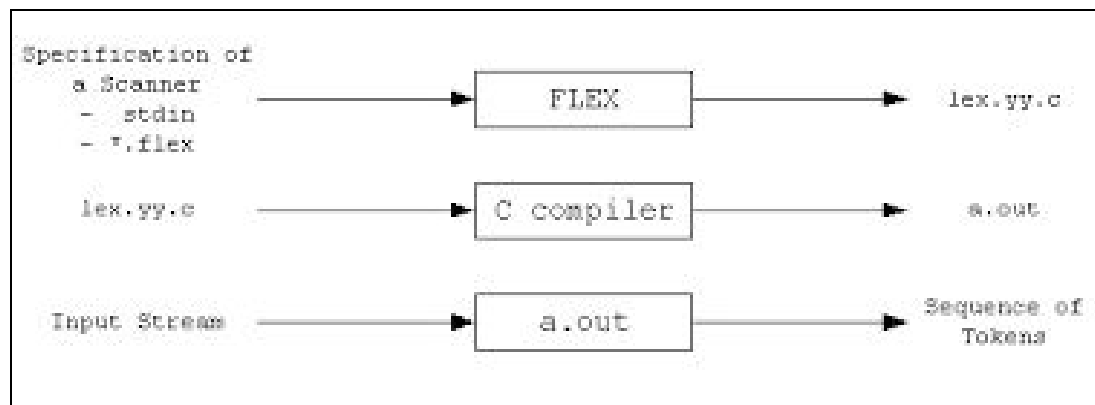 Specification of
a Scanner
- stdin
- *.flex
FLEX
lex.yy.c
lex.yy.c
C compiler
a.out
Input Stream
a.out
Sequence of
Tokens